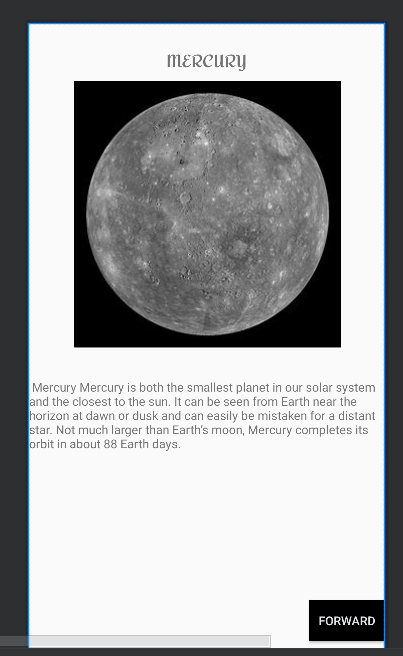 MERCURY
Mercury Mercury is both the smallest planet in our solar system
and the closest to the sun. It can be seen from Earth near the
horizon at dawn or dusk and can easily be mistaken for a distant
star. Not much larger than Earth's moon, Mercury completes its
orbit in about 88 Earth days.
FORWARD